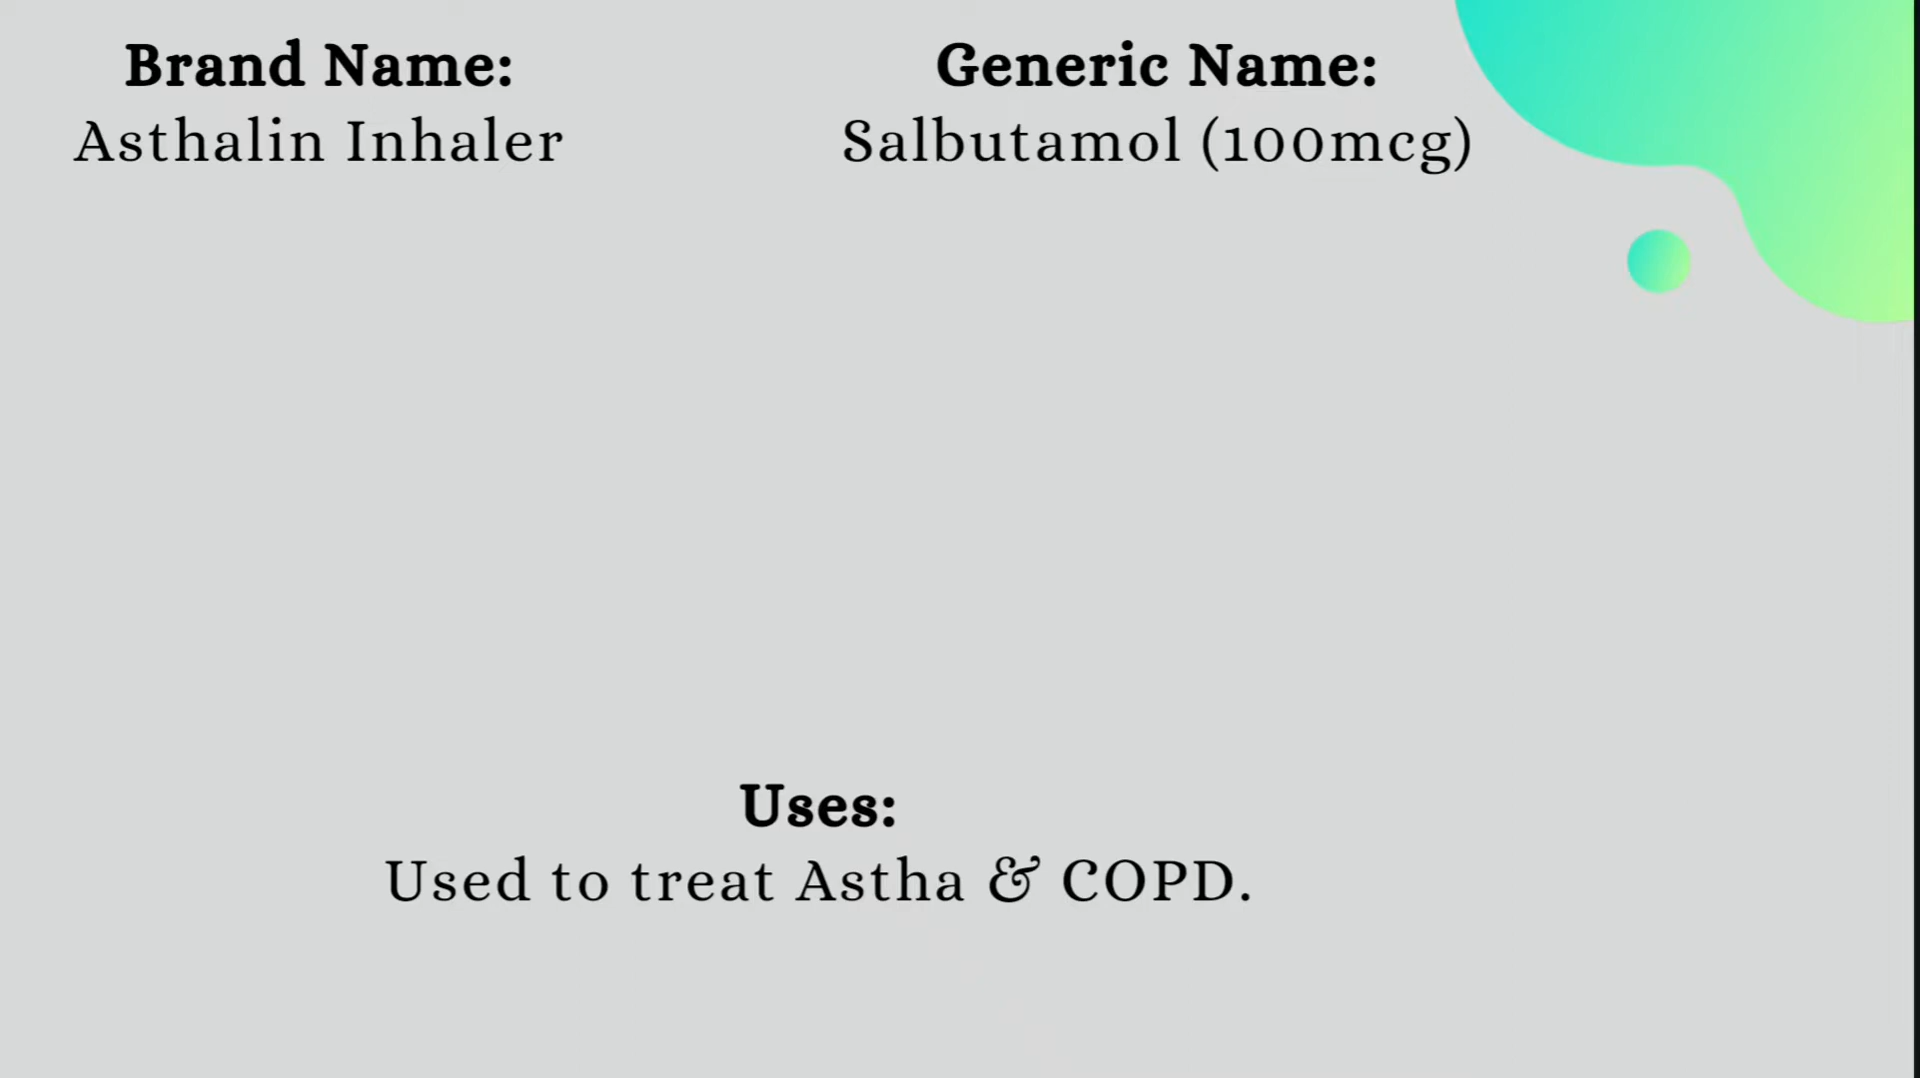 Brand Name:
Asthalin Inhaler
Generic Name:
Salbutamol (100mcg)
Uses:
Used to treat Astha & COPD.